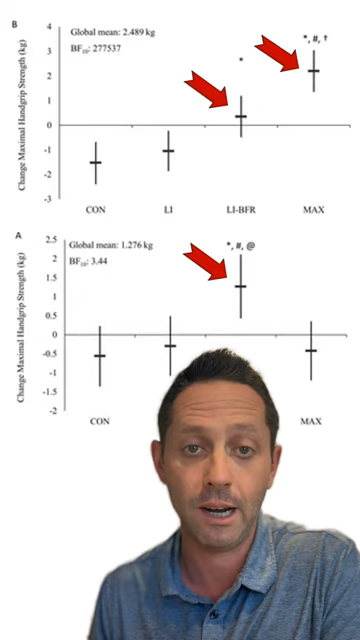 B
Change Maximal Handgrip Strength (kg)
4
3
2
1
0
-1
-2
-3
Global mean: 2.489 kg
BF10: 277537
*
*, #, †
CON LI LI-BFR MAX
A
Change Maximal Handgrip Strength (kg)
2.5
2
1.5
1
0.5
0
-0.5
-1
-1.5
-2
Global mean: 1.276 kg
BF10: 3.44
*, #, @
CON MAX